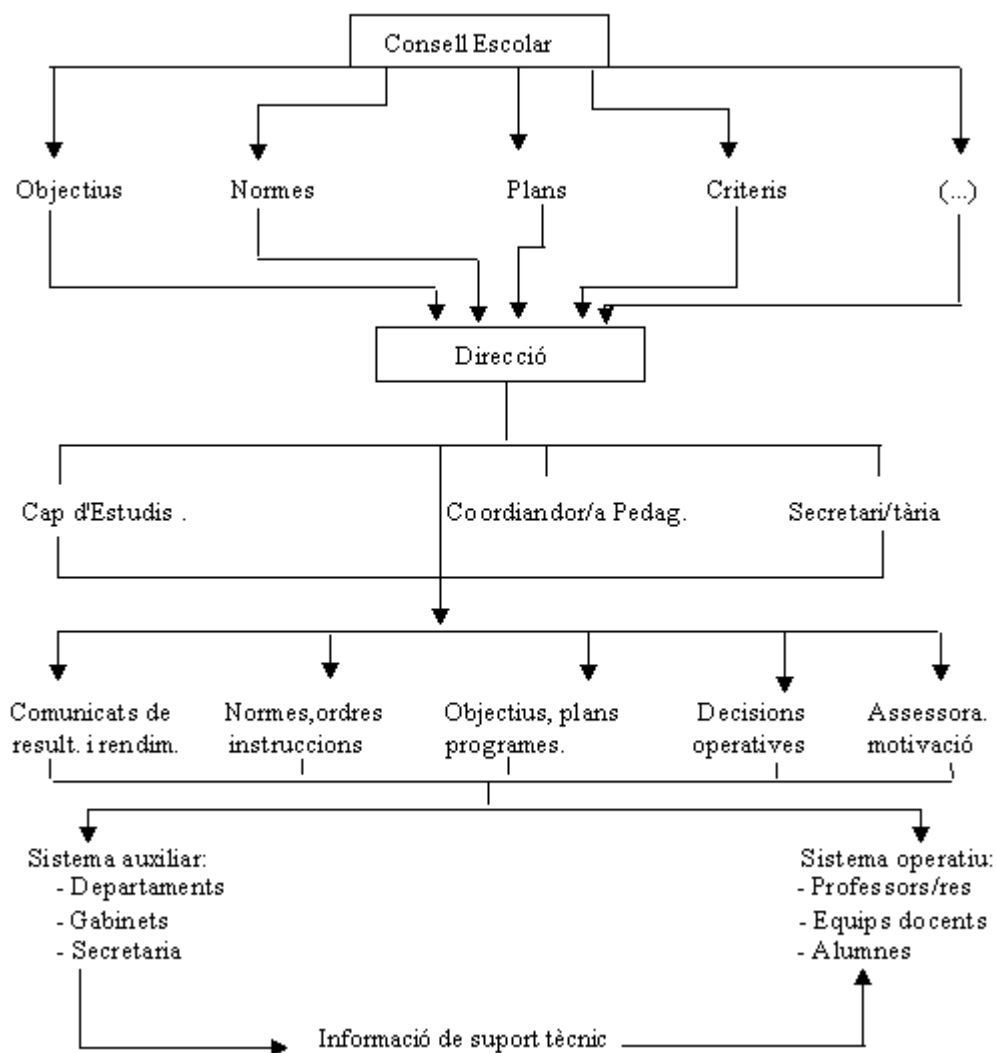 Consell Escolar
Objectius
Normes
Plans
Criteris
(...)
Direcció
Cap d'Estudis .
Coordiandor/a Pedag.
Secretari/tària
Comunicats de
result. i rendim.
Normes,ordres
instruccions
Objectius, plans
programes.
Decisions
operatives
Assessora.
motivació
Sistema auxiliar:
- Departaments
- Gabinets
- Secretaria
Sistema operatiu:
- Professors/res
- Equips docents
- Alumnes
Informació de suport tècnic